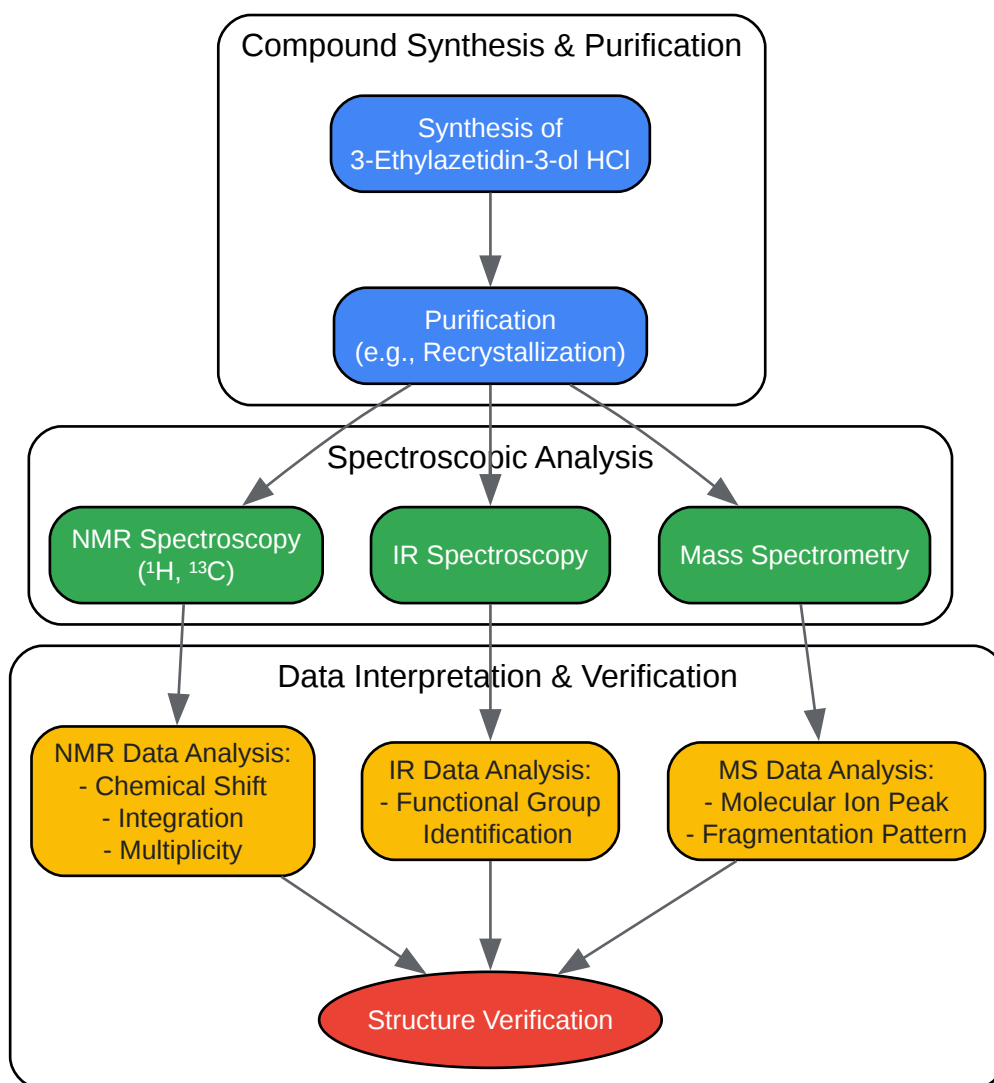 Compound Synthesis & Purification
Synthesis of
3-Ethylazetidin-3-ol HCl
Purification
(e.g., Recrystallization)
Spectroscopic Analysis
NMR Spectroscopy
(¹H, ¹³C)
IR Spectroscopy
Mass Spectrometry
Data Interpretation & Verification
NMR Data Analysis:
- Chemical Shift
- Integration
- Multiplicity
IR Data Analysis:
- Functional Group
Identification
MS Data Analysis:
- Molecular Ion Peak
- Fragmentation Pattern
Structure Verification